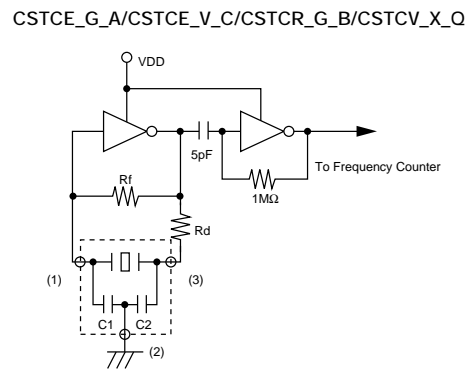 CSTCE_G_A/CSTCE_V_C/CSTCR_G_B/CSTCV_X_Q
VDD
5pF
To Frequency Counter
Rf
1MΩ
Rd
(1)
(3)
C1
C2
(2)